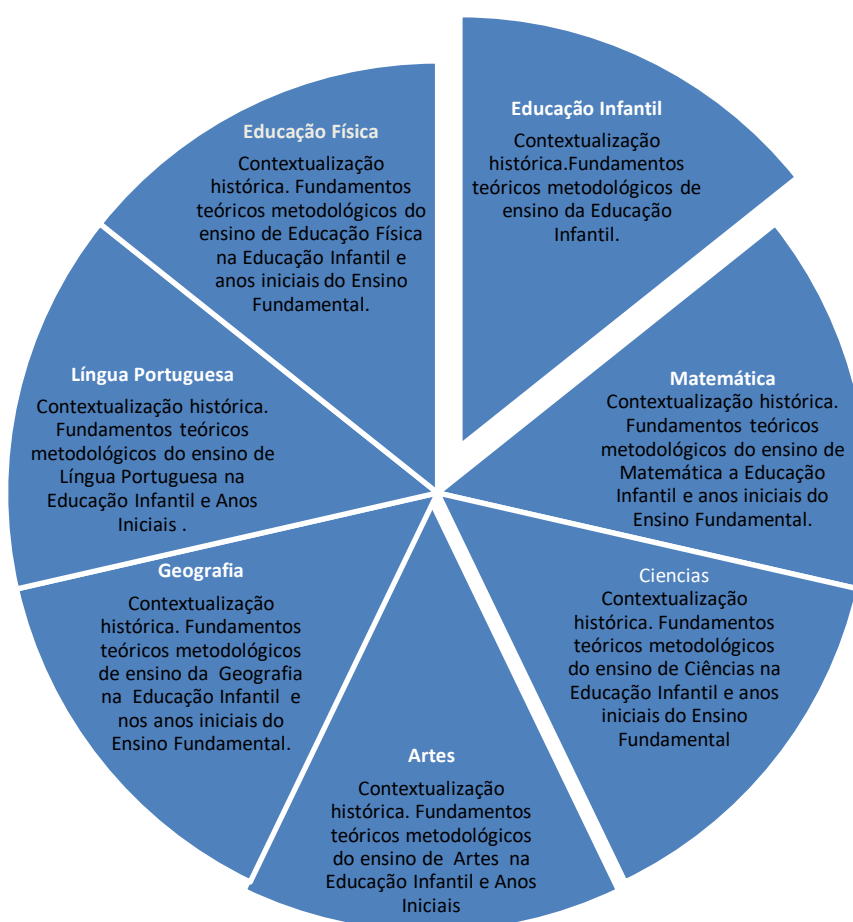 Educação Infantil
Contextualização
histórica.Fundamentos
teóricos metodológicos de
ensino da Educação
Infantil.
Matemática
Contextualização histórica.
Fundamentos teóricos
metodológicos do ensino de
Matemática a Educação
Infantil e anos iniciais do
Ensino Fundamental.
Ciencias
Contextualização
histórica. Fundamentos
teóricos metodológicos
do ensino de Ciências na
Educação Infantil e anos
iniciais do Ensino
Fundamental
Artes
Contextualização
histórica. Fundamentos
teóricos metodológicos
do ensino de Artes na
Educação Infantil e Anos
Iniciais
Geografia
Contextualização
histórica. Fundamentos
teóricos metodológicos
de ensino da Geografia
na Educação Infantil e
nos anos iniciais do
Ensino Fundamental.
Língua Portuguesa
Contextualização histórica.
Fundamentos teóricos
metodológicos do ensino de
Língua Portuguesa na
Educação Infantil e Anos
Iniciais .
Educação Física
Contextualização
histórica. Fundamentos
teóricos metodológicos do
ensino de Educação Física
na Educação Infantil e
anos iniciais do Ensino
Fundamental.